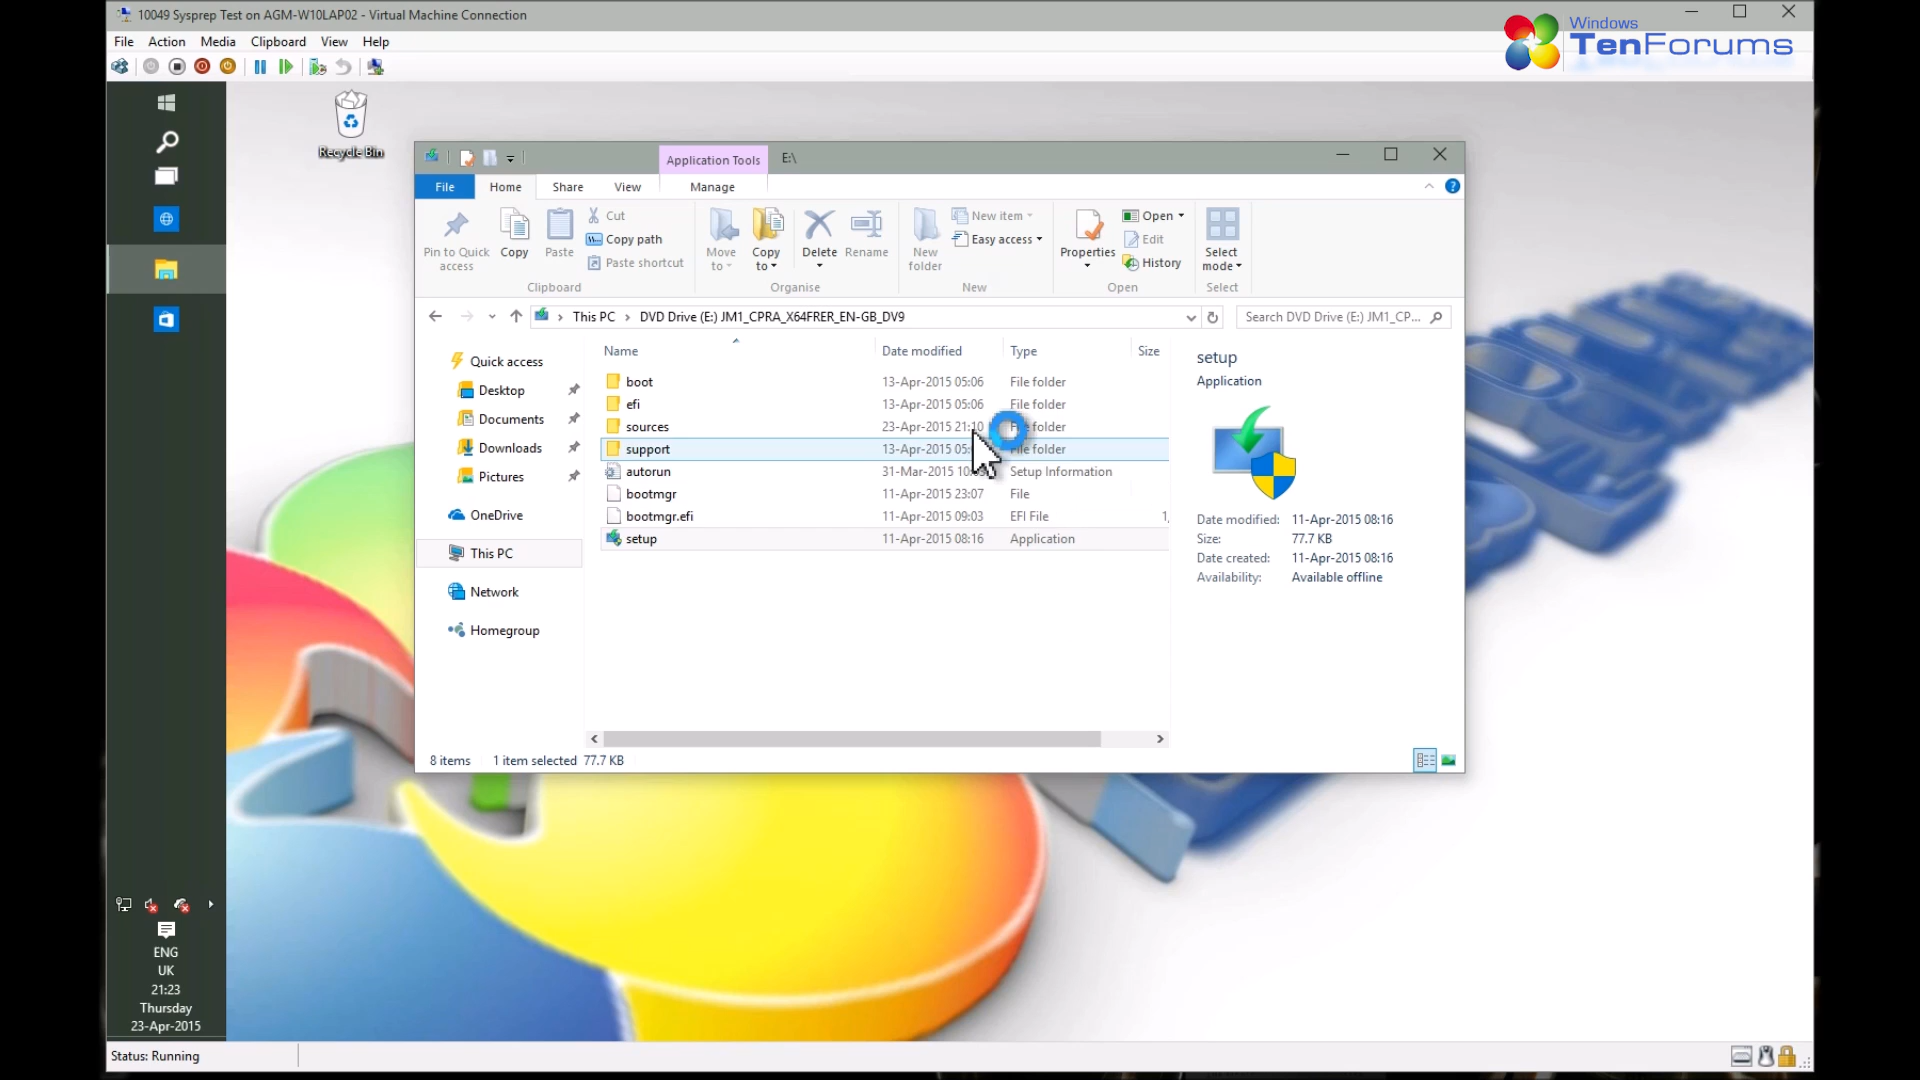 10049 Sysprep Test on AGM-W10LAP02 - Virtual Machine Connection
Windows
TenForums
File Action Media Clipboard View Help
Recycle Bin
Application Tools E:\
File Home Share View Manage
Pin to Quick access
Copy
Paste
Cut
Copy path
Paste shortcut
Clipboard
Move to
Copy to
Delete
Rename
Organise
New folder
New item
Easy access
New
Properties
Open
Edit
History
Open
Select mode
Select
This PC DVD Drive (E:) JM1_CPRA_X64FRER_EN-GB_DV9
Search DVD Drive (E:) JM1_CP...
Quick access
Desktop
Documents
Downloads
Pictures
OneDrive
This PC
Network
Homegroup
Name Date modified Type Size
boot 13-Apr-2015 05:06 File folder
efi 13-Apr-2015 05:06 File folder
sources 23-Apr-2015 21:10 File folder
support 13-Apr-2015 File folder
autorun 31-Mar-2015 Setup Information
bootmgr 11-Apr-2015 23:07 File
bootmgr.efi 11-Apr-2015 09:03 EFI File 1,
setup 11-Apr-2015 08:16 Application
setup
Application
Date modified: 11-Apr-2015 08:16
Size: 77.7 KB
Date created: 11-Apr-2015 08:16
Availability: Available offline
8 items 1 item selected 77.7 KB
ENG
UK
21:23
Thursday
23-Apr-2015
Status: Running